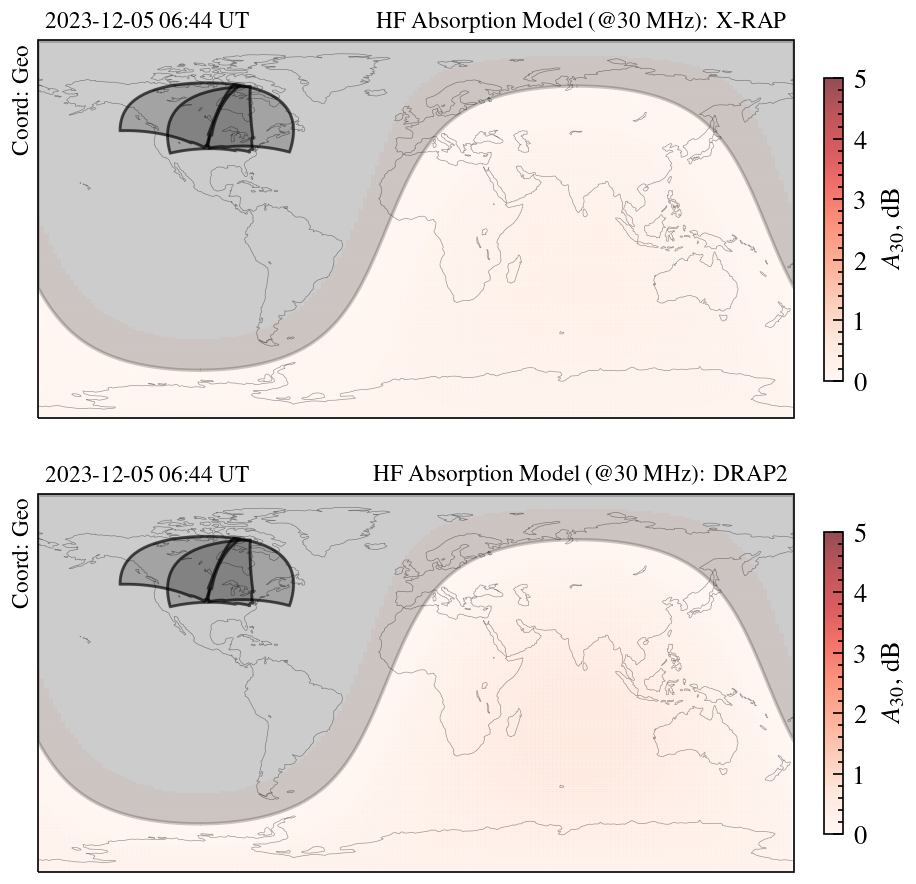 2023-12-05 06:44 UT
HF Absorption Model (@30 MHz): X-RAP
Coord: Geo
5
4
3
2
1
0
A₃₀, dB
2023-12-05 06:44 UT
HF Absorption Model (@30 MHz): DRAP2
Coord: Geo
5
4
3
2
1
0
A₃₀, dB